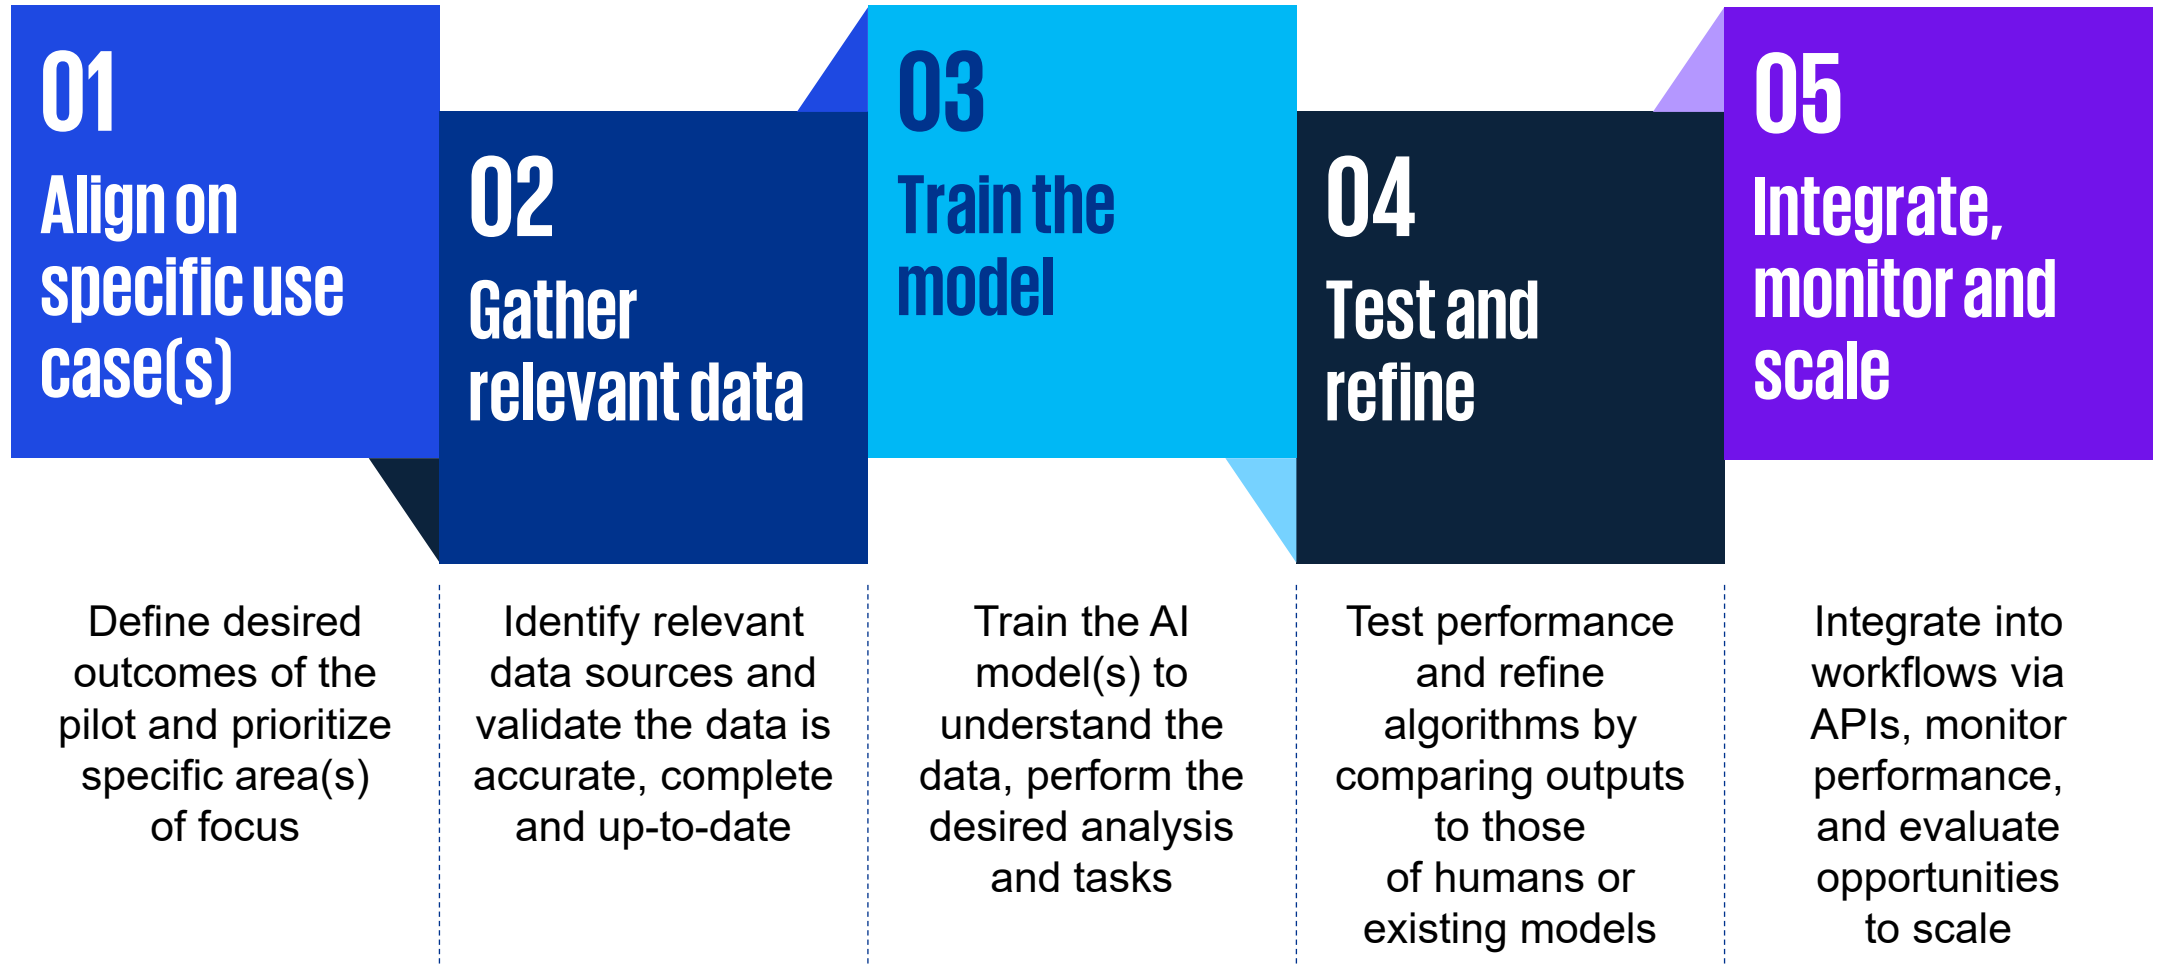 01
Align on
specific use
case(s)
02
Gather
relevant data
03
Train the
model
04
Test and
refine
05
Integrate,
monitor and
scale
Define desired
outcomes of the
pilot and prioritize
specific area(s)
of focus
Identify relevant
data sources and
validate the data is
accurate, complete
and up-to-date
Train the AI
model(s) to
understand the
data, perform the
desired analysis
and tasks
Test performance
and refine
algorithms by
comparing outputs
to those
of humans or
existing models
Integrate into
workflows via
APIs, monitor
performance,
and evaluate
opportunities
to scale